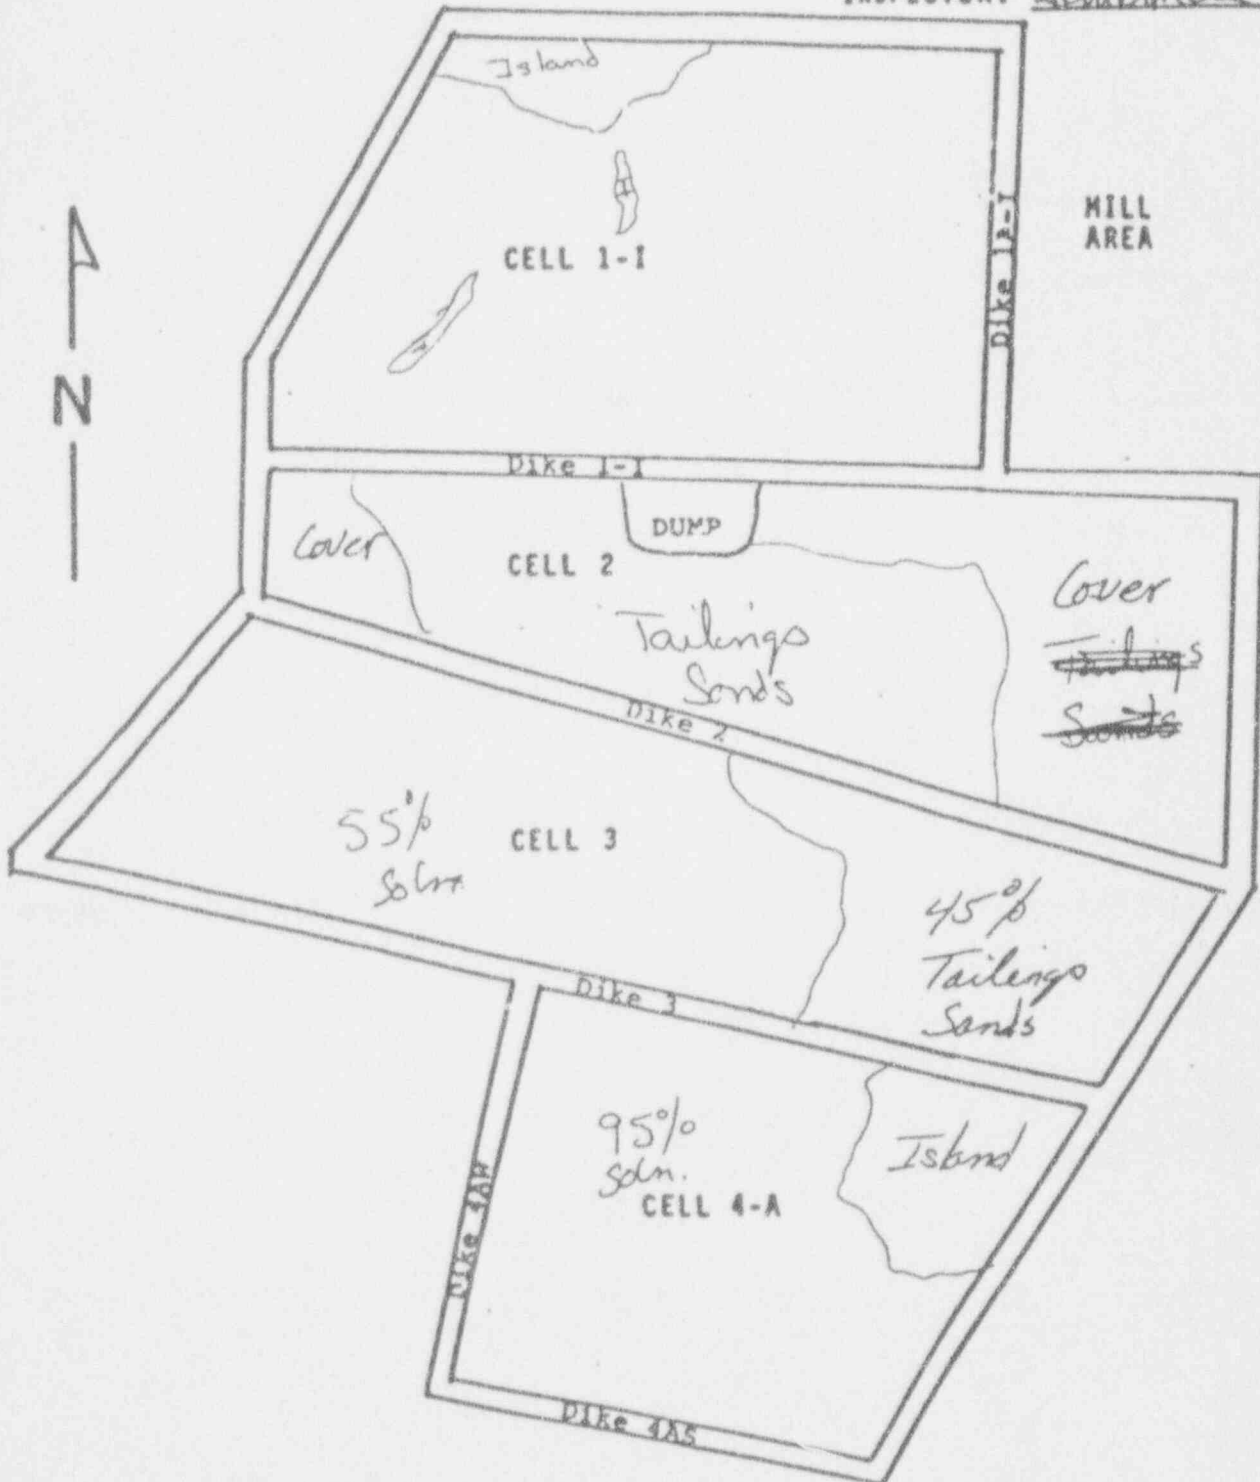 Island
I
CELL 1-I
Dike 1a-I
MILL
AREA
N
Dike 1-I
DUMP
Cover
CELL 2
Tailings
Sands
Cover
Tailings
Sands
Dike 2
55%
Soln
CELL 3
45%
Tailings
Sands
Dike 3
95%
Soln.
CELL 4-A
Island
Dike 4AW
Dike 4AS